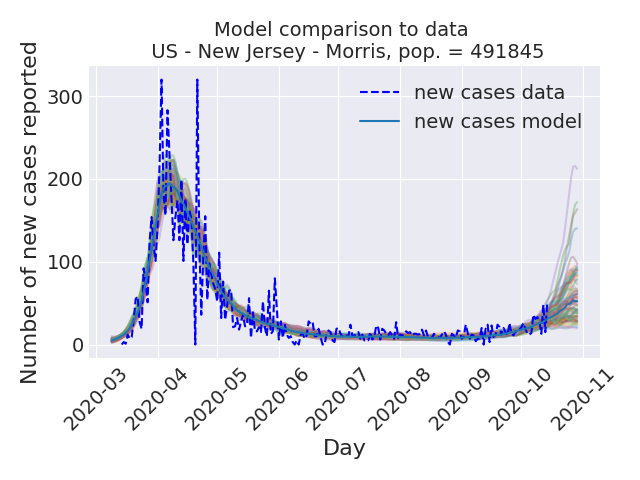 Model comparison to data
US - New Jersey - Morris, pop. = 491845
Number of new cases reported
300
200
100
0
new cases data
new cases model
2020-03
2020-04
2020-05
2020-06
2020-07
2020-08
2020-09
2020-10
2020-11
Day